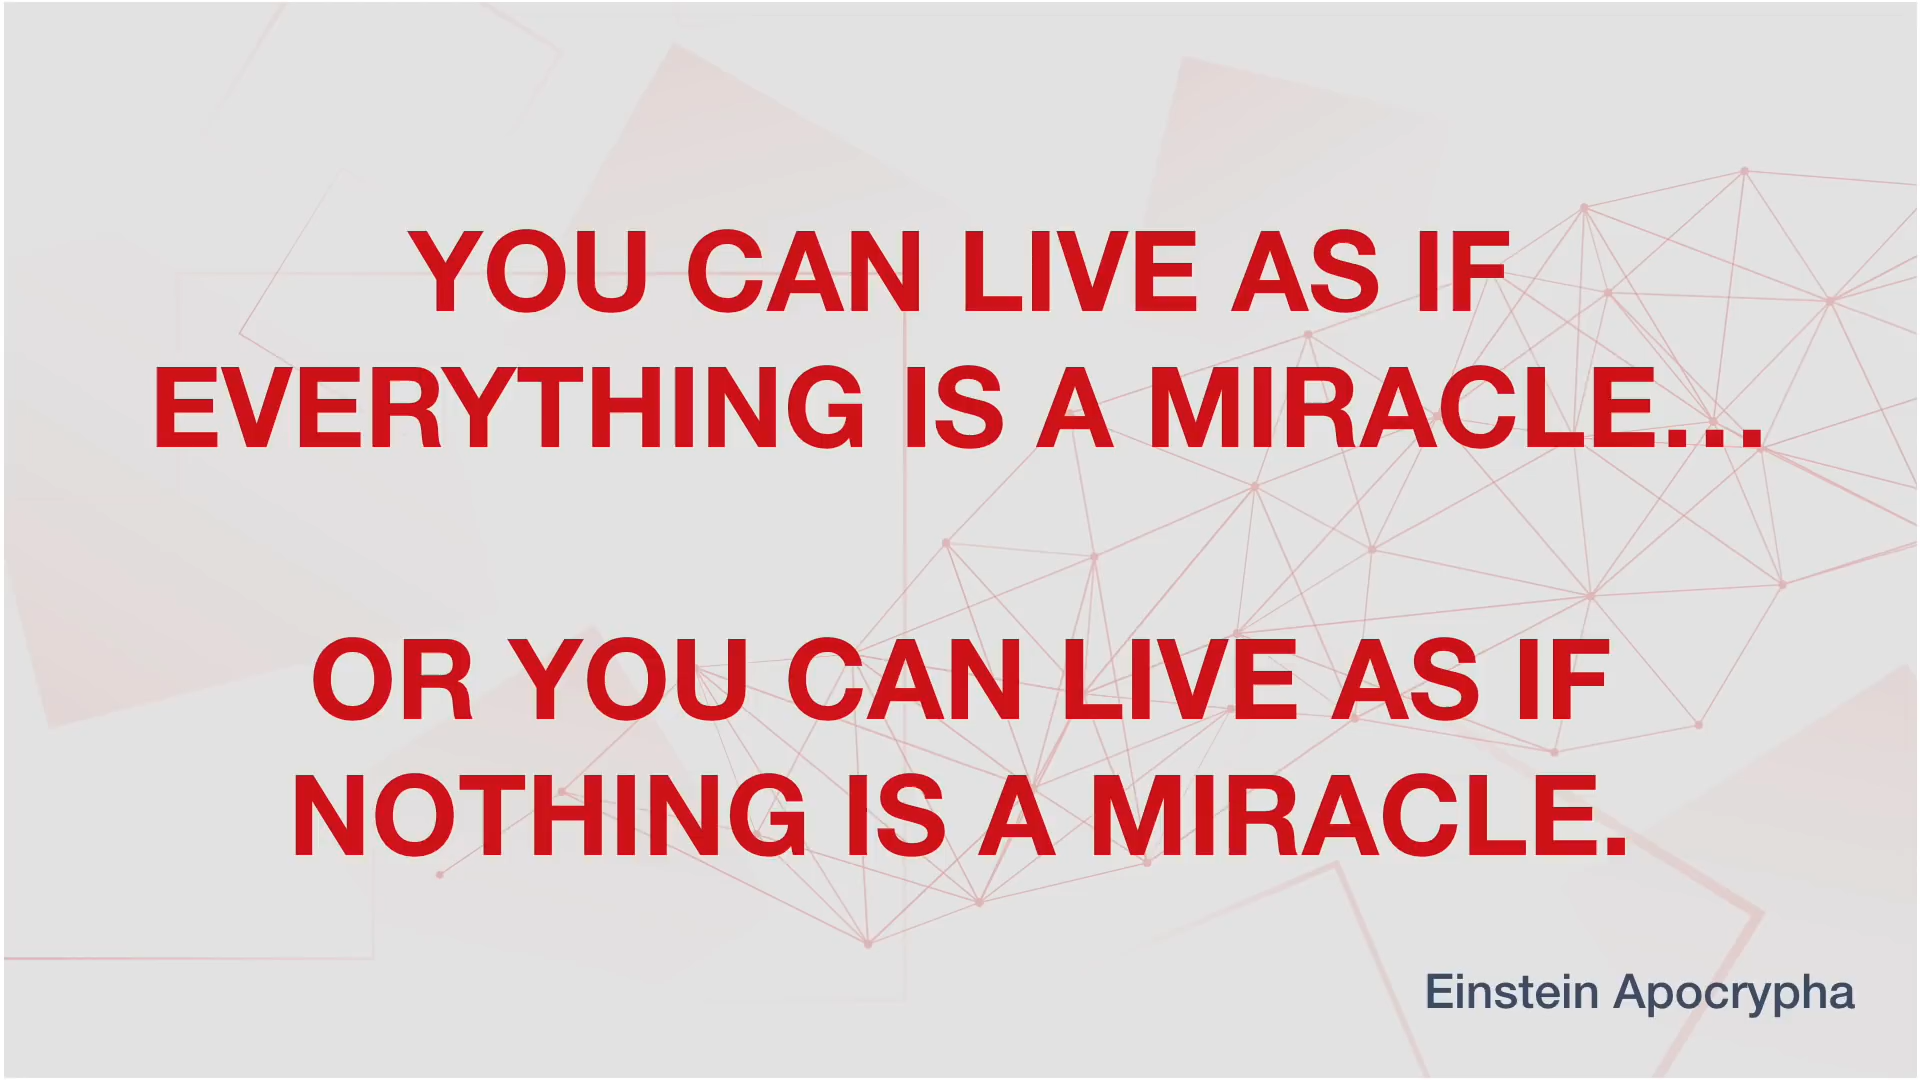 YOU CAN LIVE AS IF
EVERYTHING IS A MIRACLE...
OR YOU CAN LIVE AS IF
NOTHING IS A MIRACLE.
Einstein Apocrypha